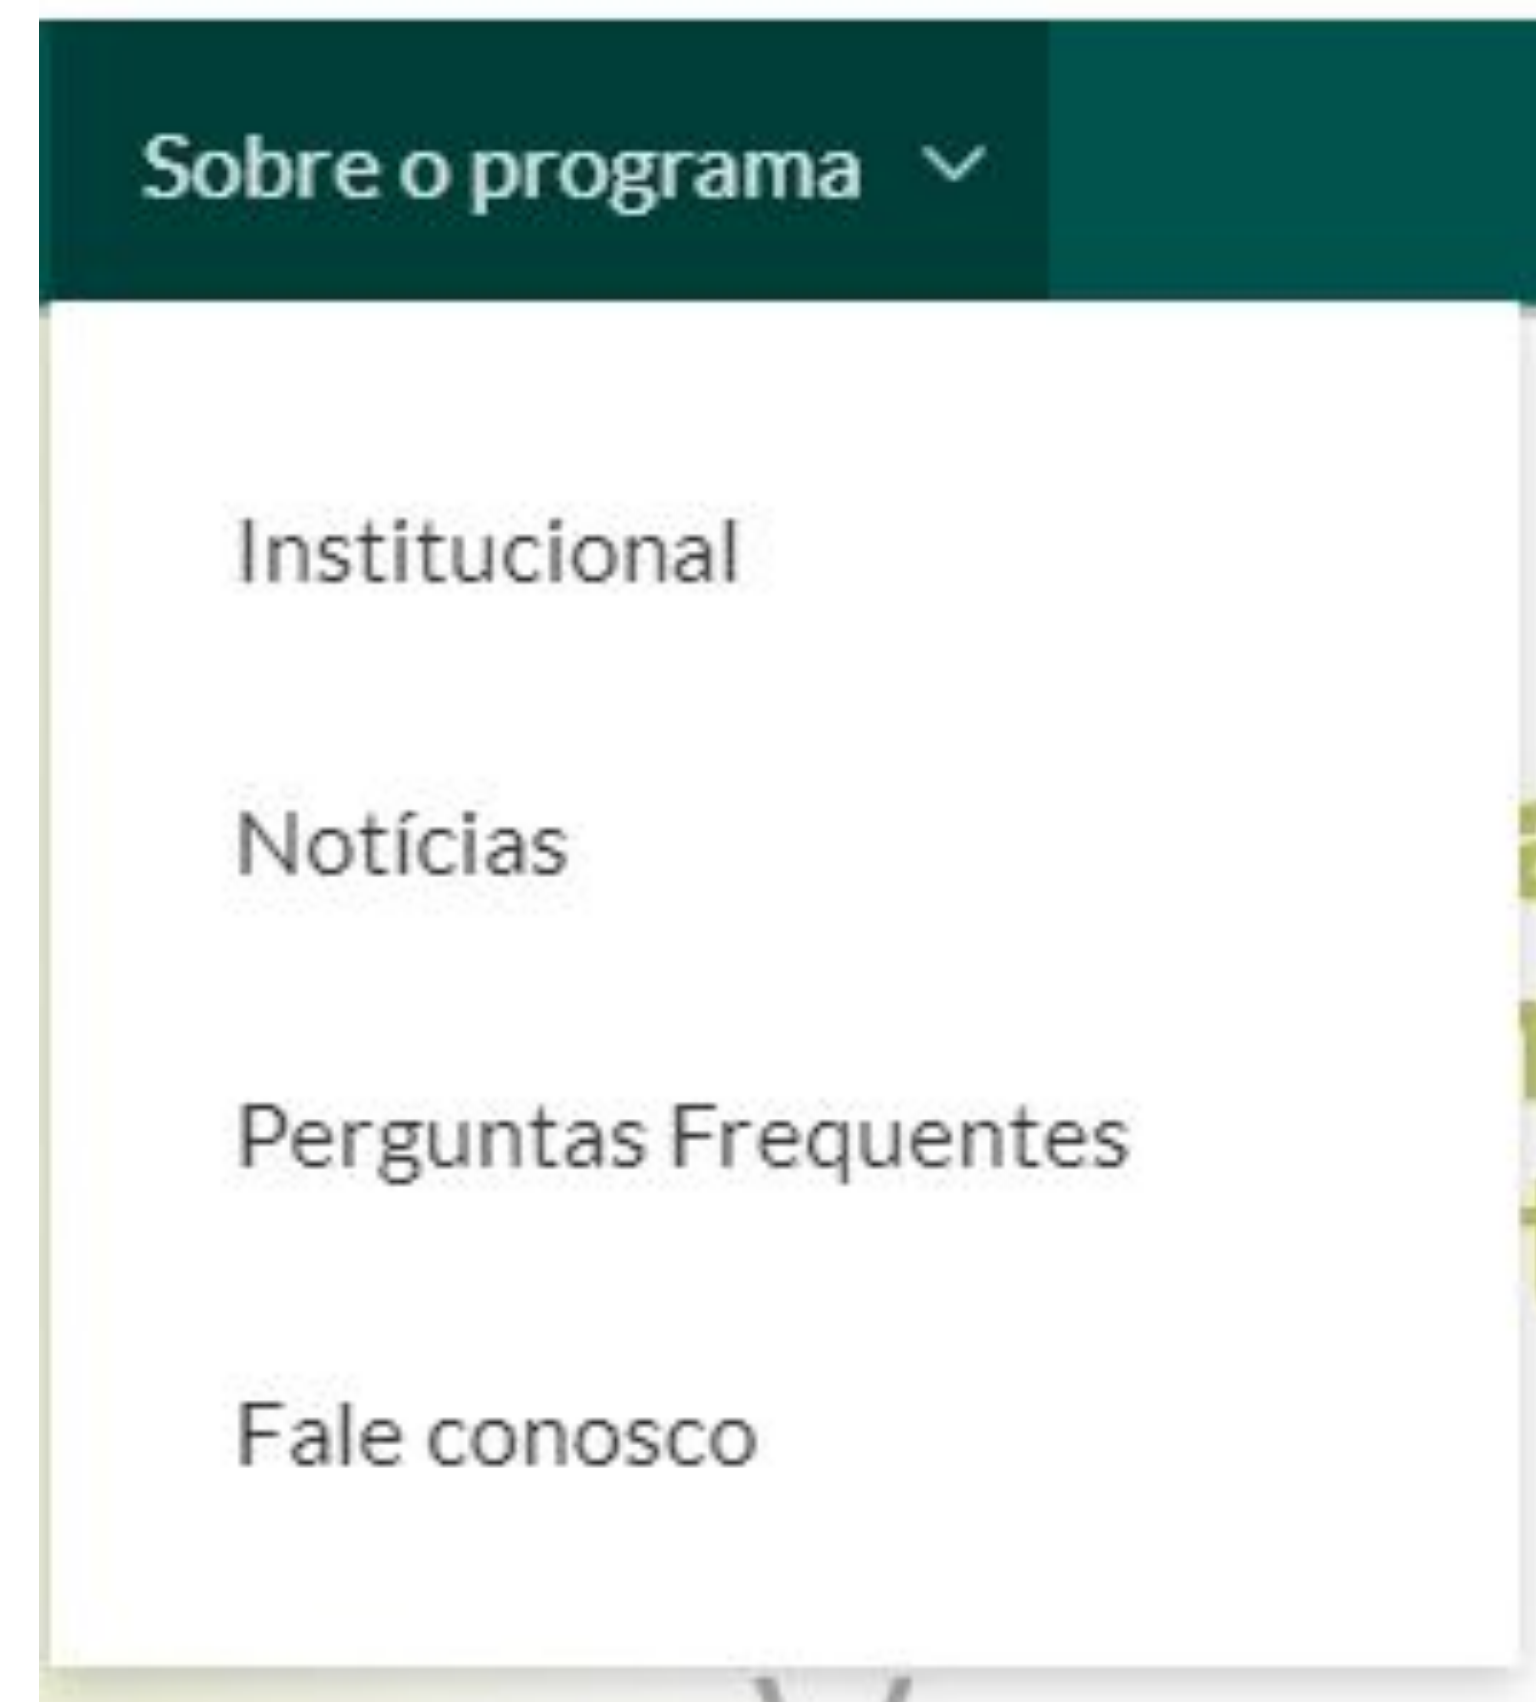 Sobre o programa
Institucional
Notícias
Perguntas Frequentes
Fale conosco